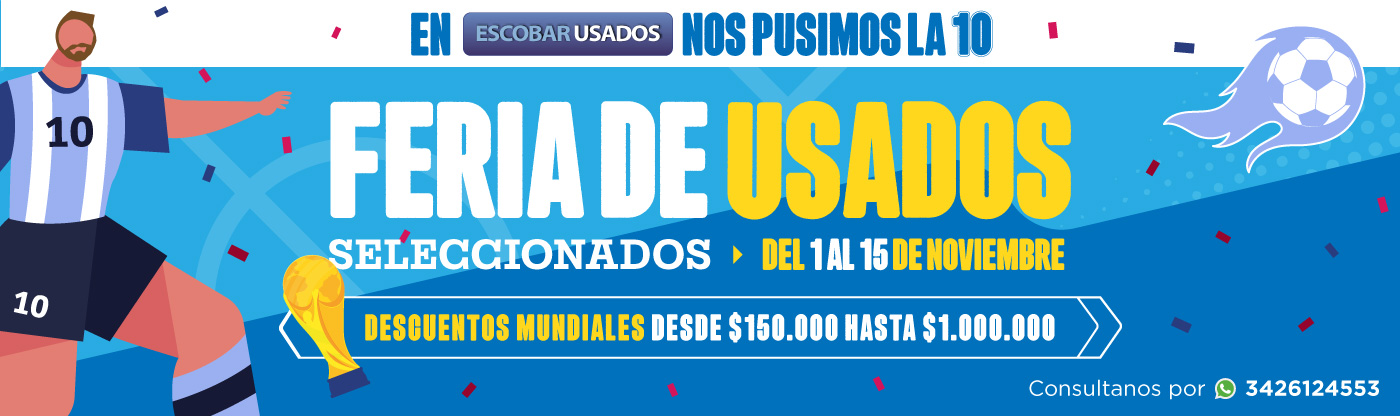 EN ESCOBAR USADOS NOS PUSIMOS LA 10
10
FERIA DE USADOS
SELECCIONADOS DEL 1 AL 15 DE NOVIEMBRE
10
DESCUENTOS MUNDIALES DESDE $150.000 HASTA $1.000.000
Consultanos por 3426124553